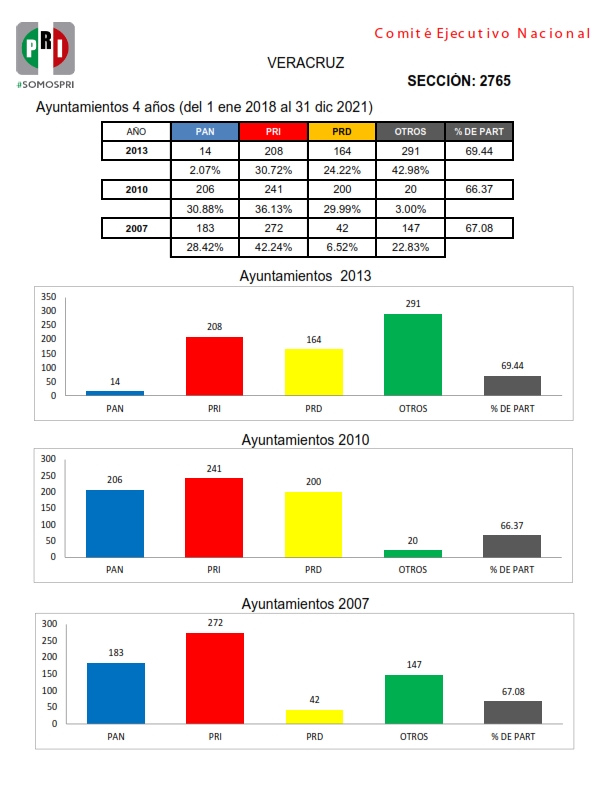 Comité Ejecutivo Nacional
PRI
#SOMOSPRI
VERACRUZ
SECCIÓN: 2765
Ayuntamientos 4 años (del 1 ene 2018 al 31 dic 2021)
AÑO PAN PRI PRD OTROS % DE PART
2013 14 208 164 291 69.44
2.07% 30.72% 24.22% 42.98%
2010 206 241 200 20 66.37
30.88% 36.13% 29.99% 3.00%
2007 183 272 42 147 67.08
28.42% 42.24% 6.52% 22.83%
Ayuntamientos 2013
350
300
250
200
150
100
50
0
14 208 164 291 69.44
PAN PRI PRD OTROS % DE PART
Ayuntamientos 2010
300
250
200
150
100
50
0
206 241 200 20 66.37
PAN PRI PRD OTROS % DE PART
Ayuntamientos 2007
300
250
200
150
100
50
0
183 272 42 147 67.08
PAN PRI PRD OTROS % DE PART